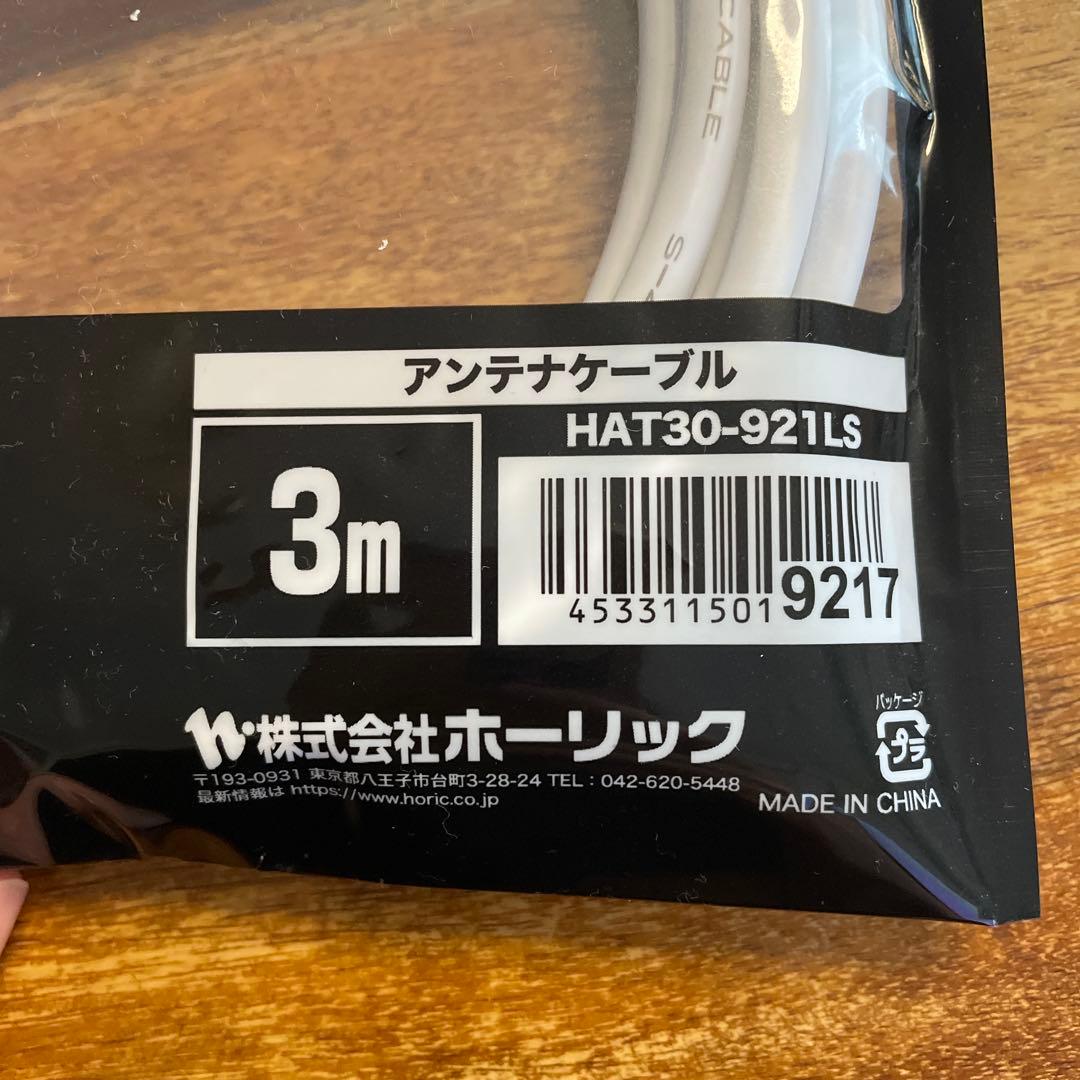 CABLE
S-4
アンテナケーブル
HAT30-921LS
3m
4533115019217
株式会社ホーリック
〒193-0931 東京都八王子市台町3-28-24 TEL：042-620-5448
最新情報は https://www.horic.co.jp
パッケージ
プラ
MADE IN CHINA